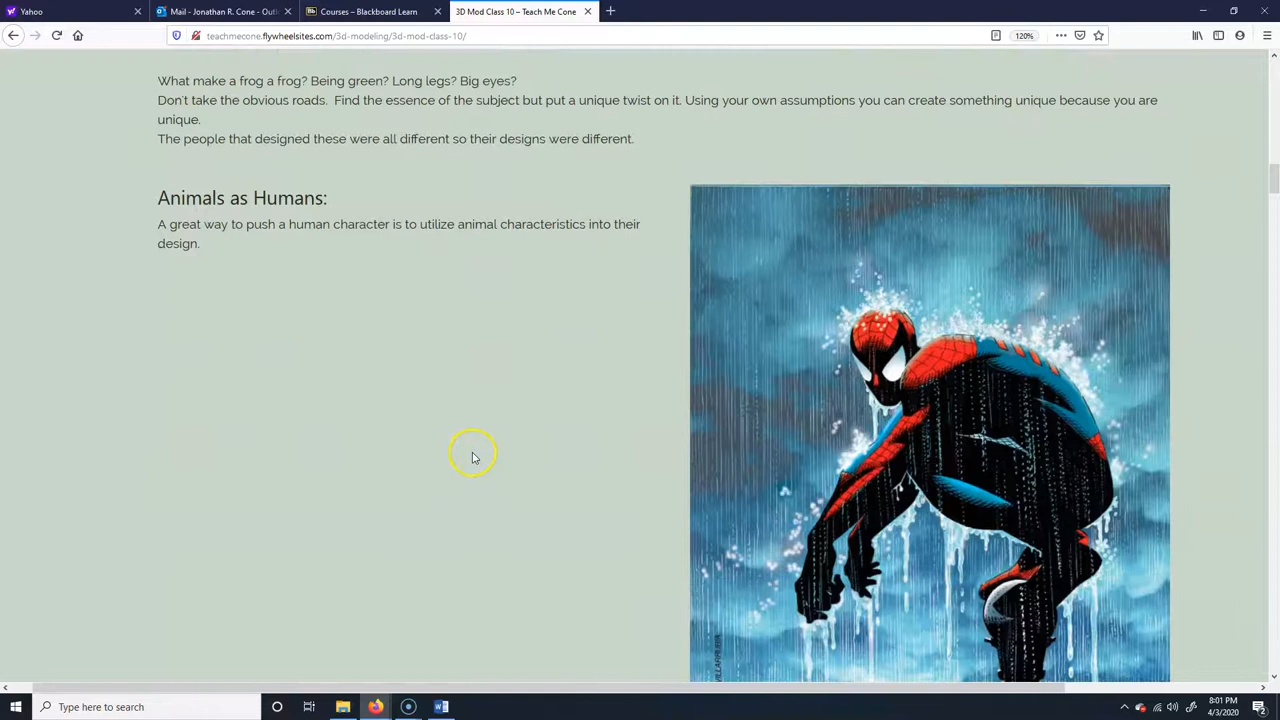 Yahoo
Mail - Jonathan R. Cone - Outl
Courses – Blackboard Learn
3D Mod Class 10 – Teach Me Cone
teachmecone.flywheelsites.com/3d-modeling/3d-mod-class-10/
120%
What make a frog a frog? Being green? Long legs? Big eyes?
Don't take the obvious roads. Find the essence of the subject but put a unique twist on it. Using your own assumptions you can create something unique because you are
unique.
The people that designed these were all different so their designs were different.
Animals as Humans:
A great way to push a human character is to utilize animal characteristics into their
design.
Type here to search
8:01 PM
4/3/2020
2